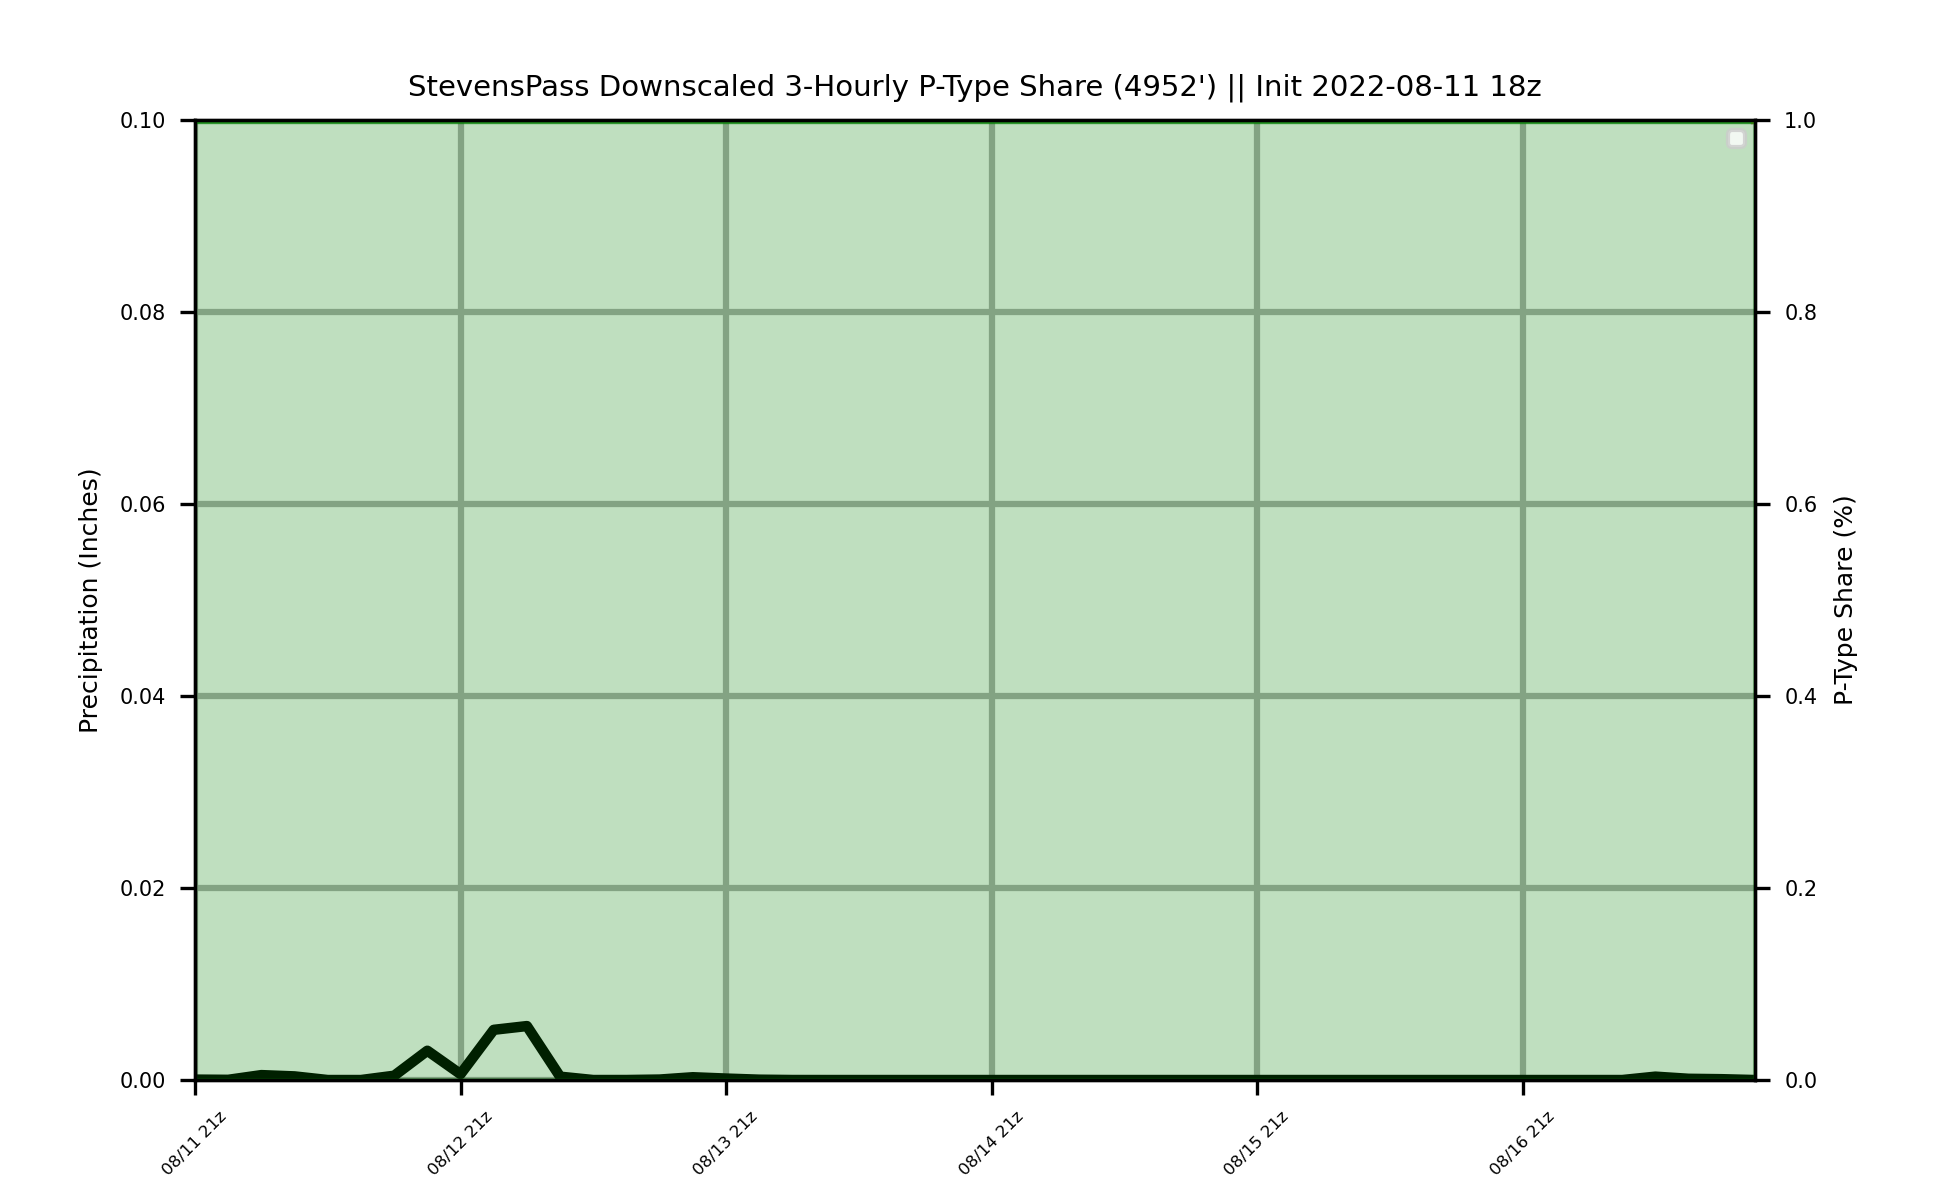 StevensPass Downscaled 3-Hourly P-Type Share (4952') || Init 2022-08-11 18z
Precipitation (Inches)
0.10
0.08
0.06
0.04
0.02
0.00
1.0
0.8
0.6
0.4
0.2
0.0
P-Type Share (%)
08/11 21z
08/12 21z
08/13 21z
08/14 21z
08/15 21z
08/16 21z